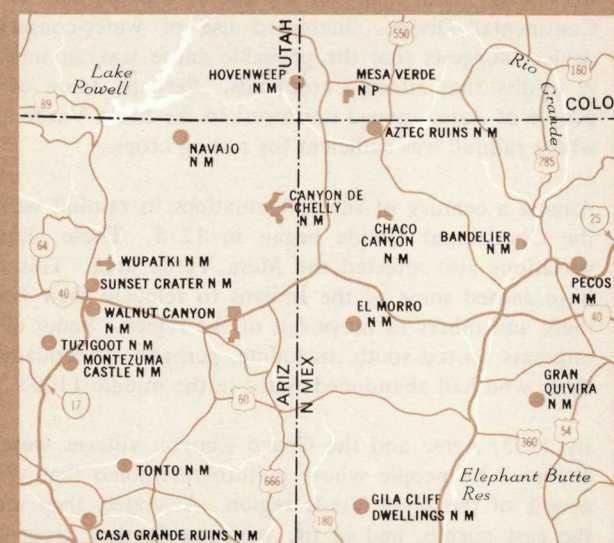 UTAH
550
Lake
Powell
HOVENWEEP
N M
MESA VERDE
N P
Rio Grande
160
89
COLO
NAVAJO
N M
AZTEC RUINS N M
285
CANYON DE
CHELLY
N M
CHACO
CANYON
N M
BANDELIER
N M
25
64
WUPATKI N M
PECOS
N M
40
SUNSET CRATER N M
WALNUT CANYON
N M
EL MORRO
N M
40
TUZIGOOT N M
MONTEZUMA
CASTLE N M
ARIZ
N MEX
GRAN
QUIVIRA
N M
17
60
54
360
TONTO N M
666
Elephant Butte
Res
GILA CLIFF
DWELLINGS N M
180
CASA GRANDE RUINS N M